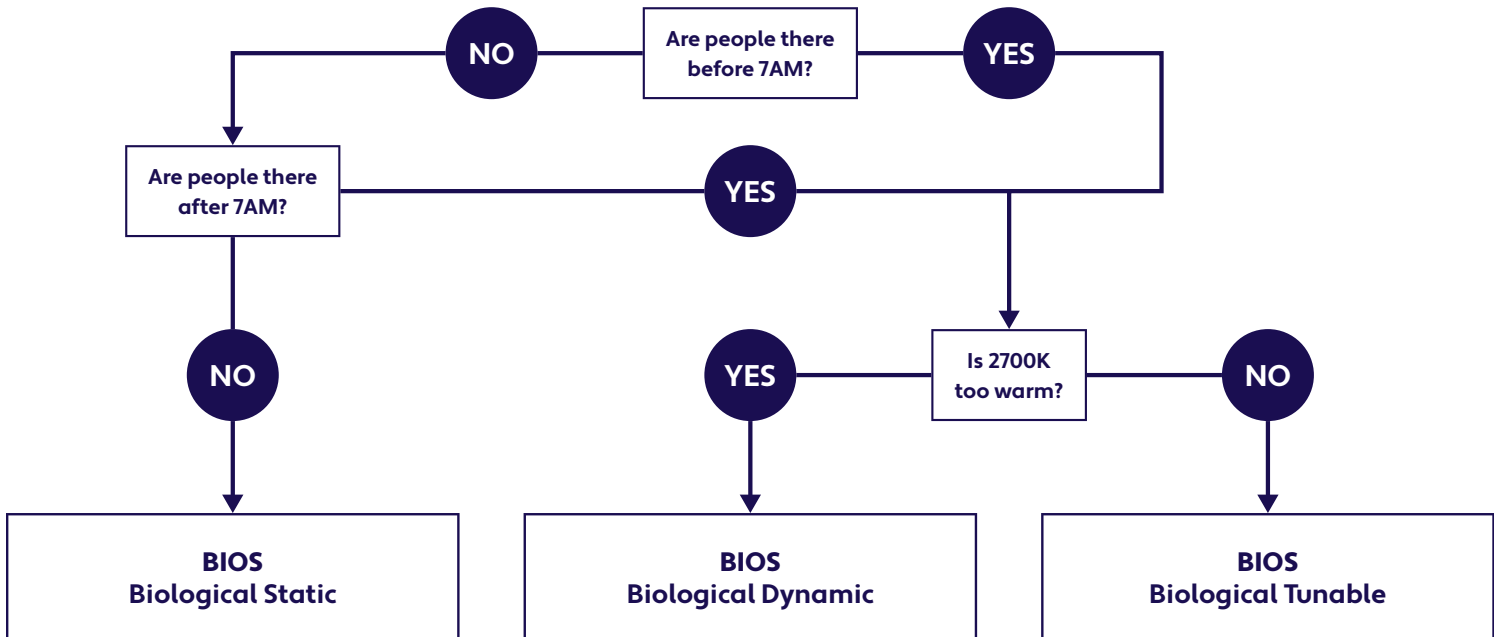 NO
Are people there
before 7AM?
YES
Are people there
after 7AM?
YES
NO
YES
Is 2700K
too warm?
NO
BIOS
Biological Static
BIOS
Biological Dynamic
BIOS
Biological Tunable